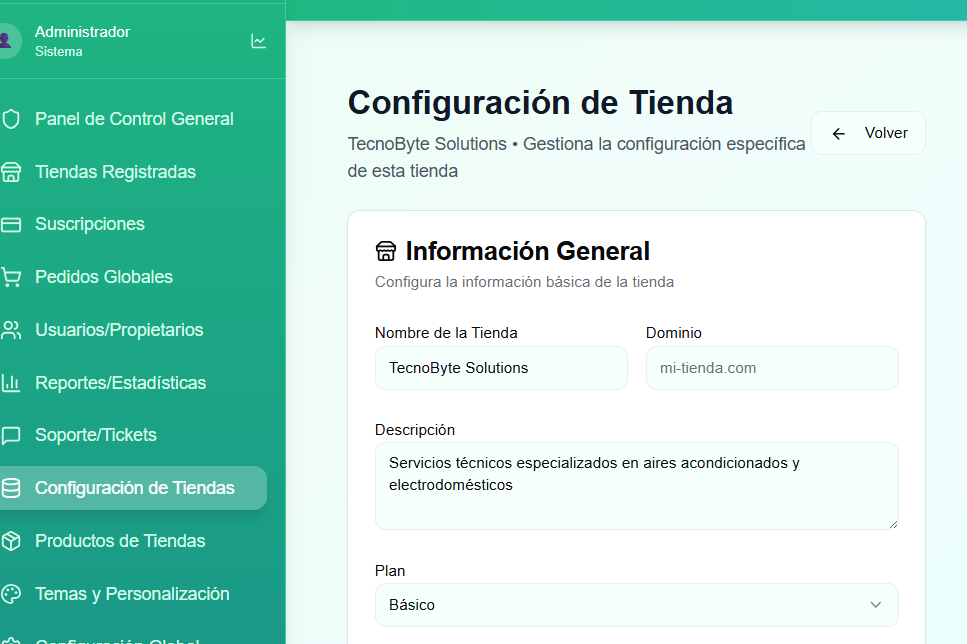 Administrador
Sistema
Panel de Control General
Tiendas Registradas
Suscripciones
Pedidos Globales
Usuarios/Propietarios
Reportes/Estadísticas
Soporte/Tickets
Configuración de Tiendas
Productos de Tiendas
Temas y Personalización
Configuración Global
Configuración de Tienda
TecnoByte Solutions • Gestiona la configuración específica
de esta tienda
Volver
Información General
Configura la información básica de la tienda
Nombre de la Tienda
Dominio
TecnoByte Solutions
mi-tienda.com
Descripción
Servicios técnicos especializados en aires acondicionados y
electrodomésticos
Plan
Básico